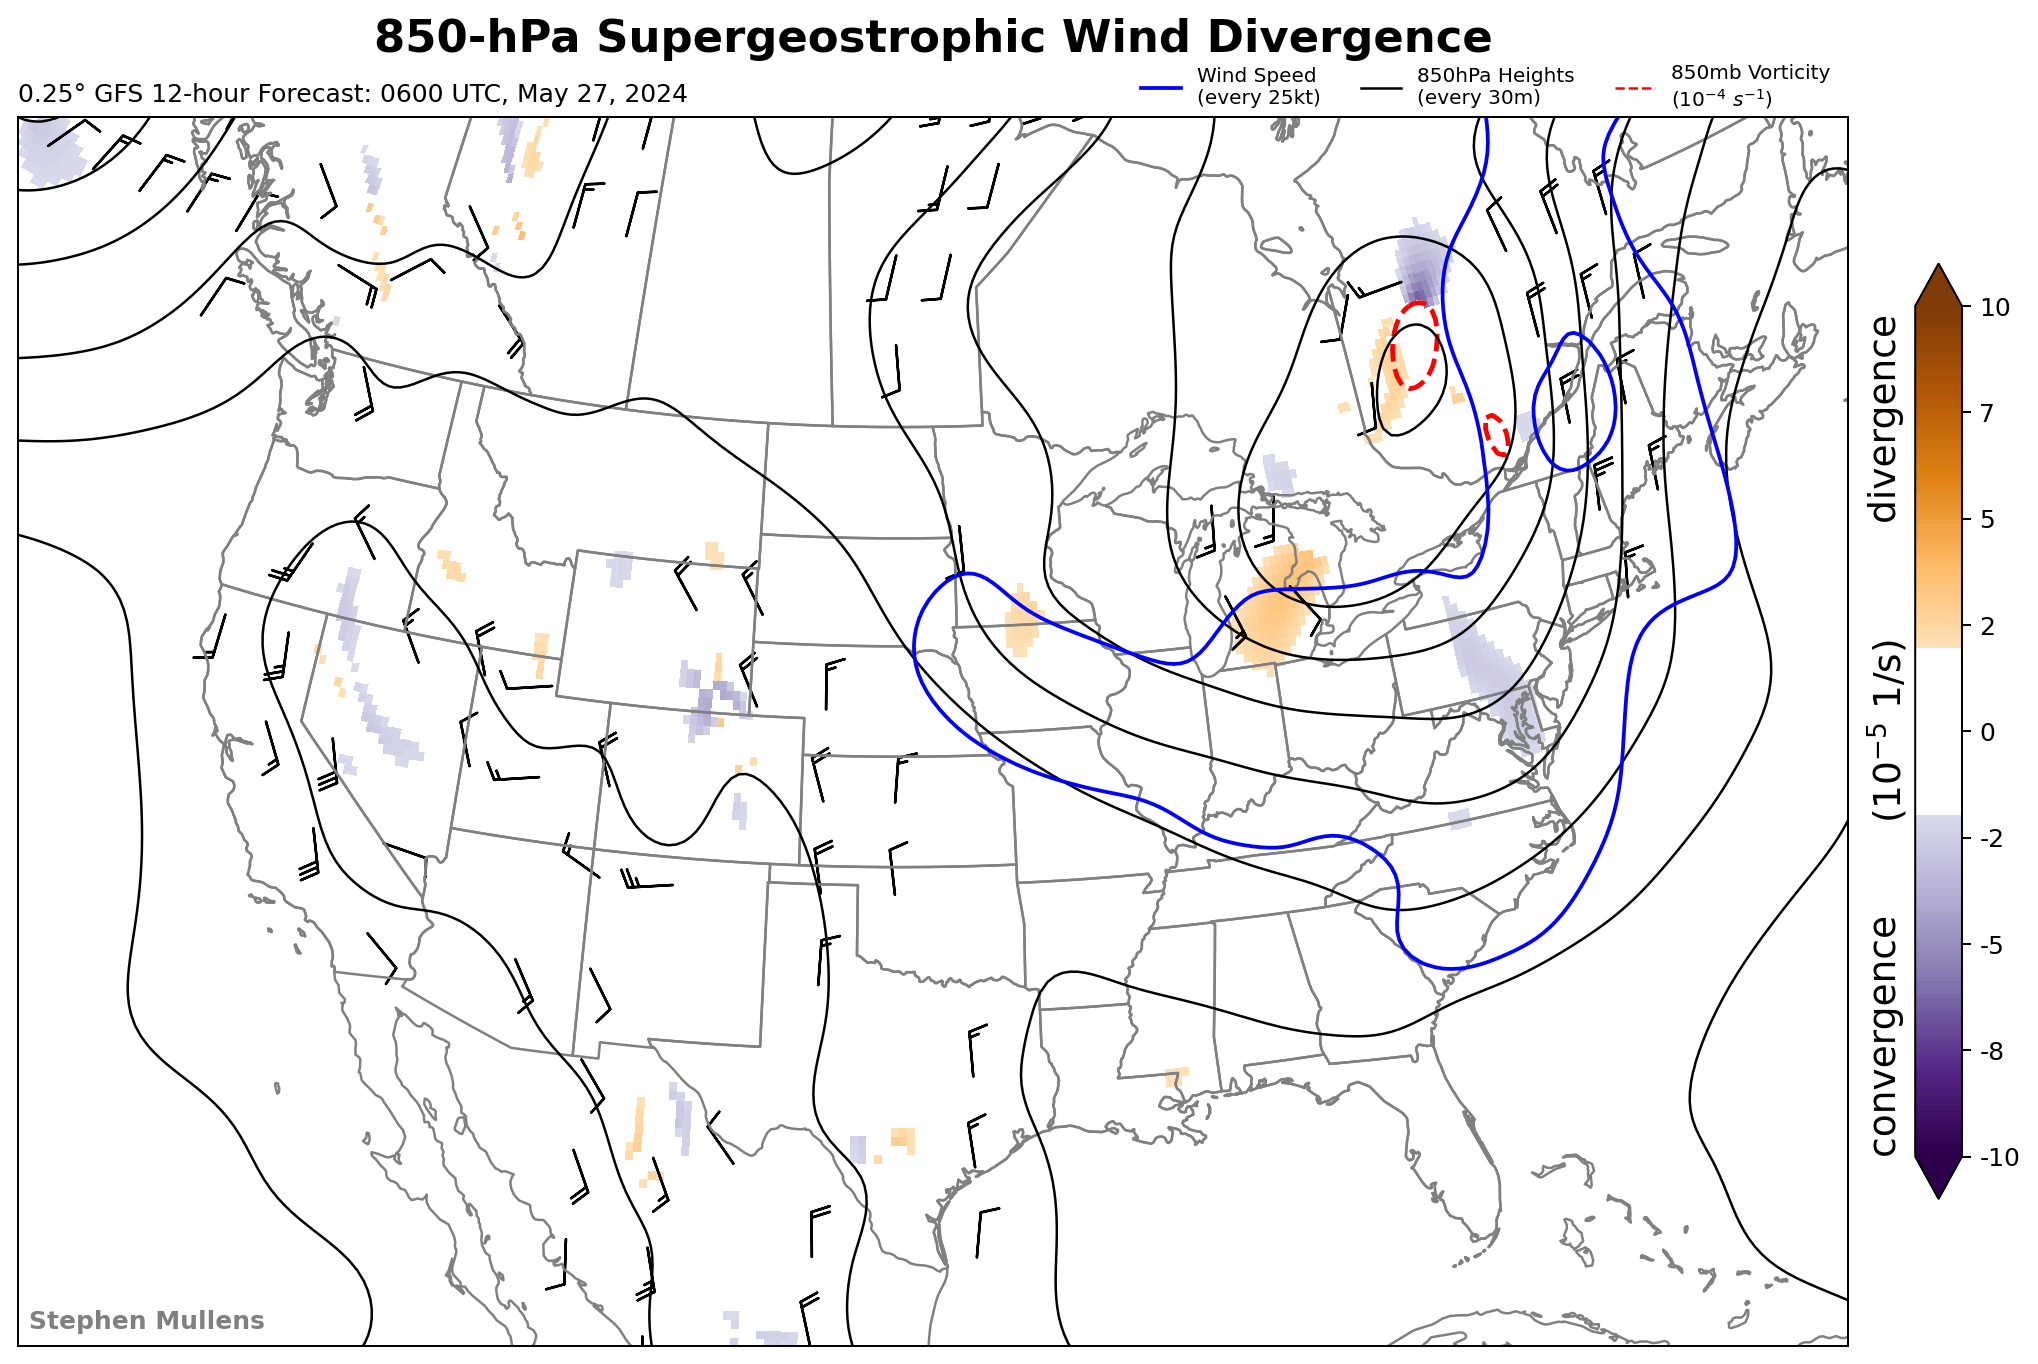 850-hPa Supergeostrophic Wind Divergence
0.25° GFS 12-hour Forecast: 0600 UTC, May 27, 2024
Wind Speed
(every 25kt)
850hPa Heights
(every 30m)
850mb Vorticity
(10⁻⁴ s⁻¹)
10
7
5
2
0
-2
-5
-8
-10
convergence (10⁻⁵ 1/s) divergence
Stephen Mullens